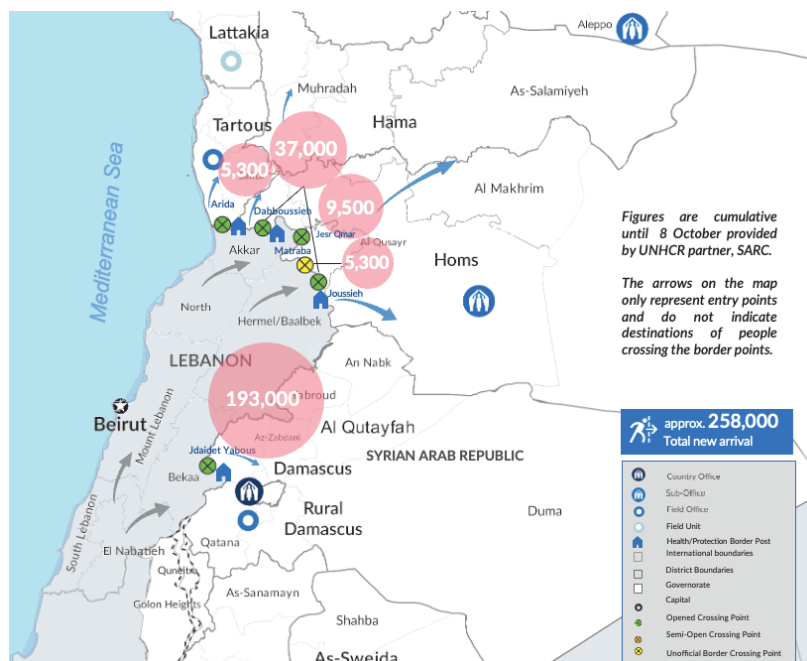 Aleppo
Lattakia
Muhradah
As-Salamiyeh
Tartous
Hama
37,000
5,300
Al Makhrim
9,500
Mediterranean Sea
Arida
Dabboussieh
Jesr Qmar
Al-Qusayr
Akkar
Matraba
5,300
Homs
Joussieh
North
Hermel/Baalbek
LEBANON
An Nabk
193,000
Beirut
Mount Lebanon
Al Qutayfah
Az-Zabdani
SYRIAN ARAB REPUBLIC
Jdaidet Yabous
Damascus
Bekaa
Rural
Damascus
Duma
South Lebanon
El Nabatieh
Qatana
Golon Heights
As-Sanamayn
Shahba
As-Sweida
Figures are cumulative
until 8 October provided
by UNHCR partner, SARC.
The arrows on the map
only represent entry points
and do not indicate
destinations of people
crossing the border points.
approx. 258,000
Total new arrival
Country Office
Sub-Office
Field Office
Field Unit
Health/Protection Border Post
International boundaries
District Boundaries
Governorate
Capital
Opened Crossing Point
Semi-Open Crossing Point
Unofficial Border Crossing Point